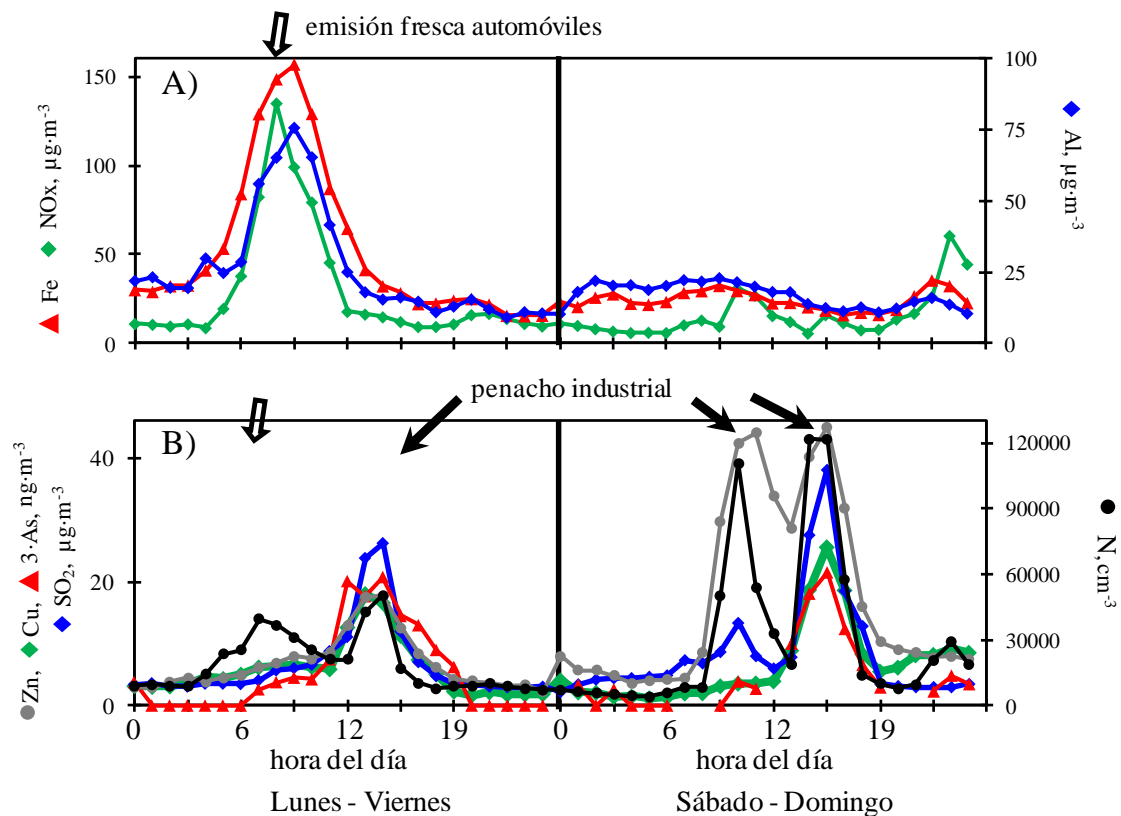 emisión fresca automóviles
A)
150
100
50
0
100
75
50
25
0
Fe NOx, µg·m-3
Al, µg·m-3
penacho industrial
B)
40
20
0
120000
90000
60000
30000
0
Zn, Cu, 3·As, ng·m-3
SO2, µg·m-3
N,cm-3
0 6 12 19 0 6 12 19
hora del día hora del día
Lunes - Viernes Sábado - Domingo